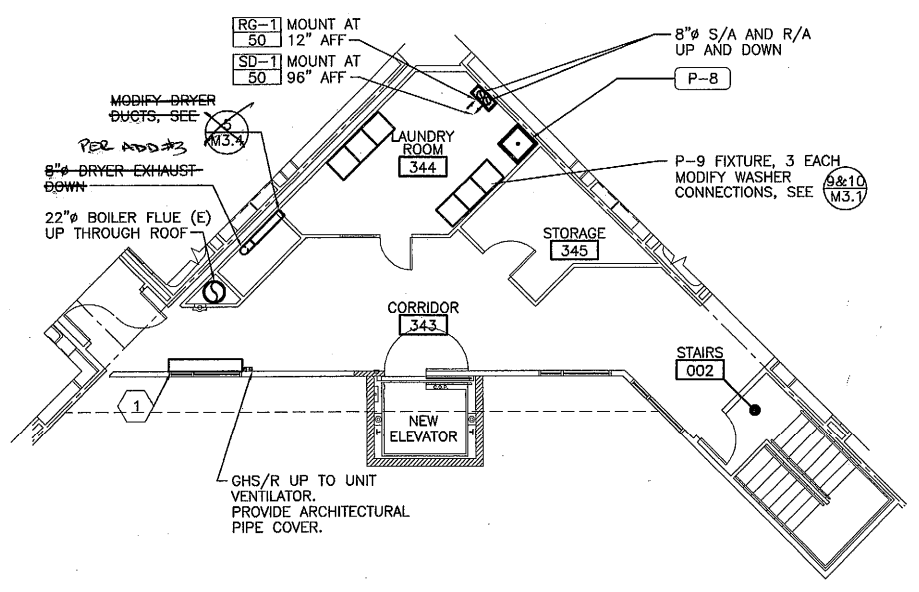 RG-1 MOUNT AT
50 12" AFF
SD-1 MOUNT AT
50 96" AFF
8"ø S/A AND R/A
UP AND DOWN
P-8
MODIFY DRYER
DUCTS, SEE
5
M3.4
PER ADD #3
8"ø DRYER EXHAUST
DOWN
22"ø BOILER FLUE (E)
UP THROUGH ROOF
LAUNDRY
ROOM
344
P-9 FIXTURE, 3 EACH
MODIFY WASHER
CONNECTIONS, SEE
9&10
M3.1
STORAGE
345
CORRIDOR
343
STAIRS
002
1
C.O.P.
NEW
ELEVATOR
GHS/R UP TO UNIT
VENTILATOR.
PROVIDE ARCHITECTURAL
PIPE COVER.